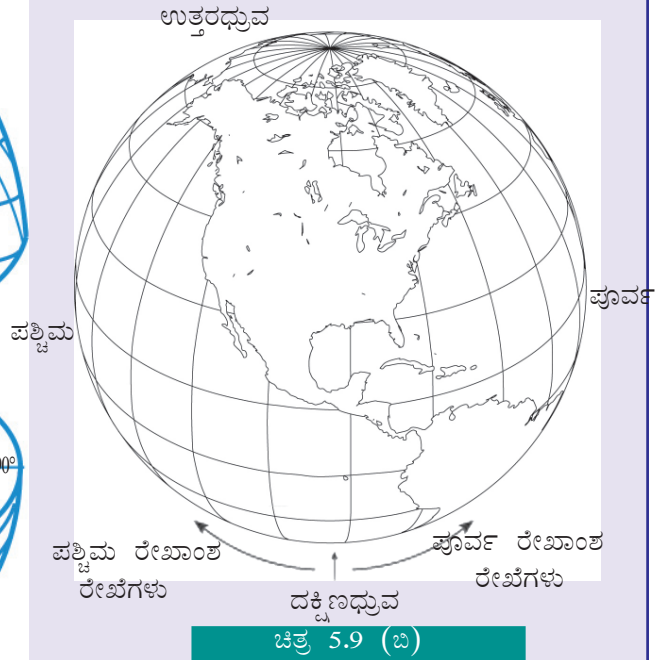 ಉತ್ತರಧ್ರುವ
ಪೂರ್ವ
ಪಶ್ಚಿಮ
ಪಶ್ಚಿಮ ರೇಖಾಂಶ
ರೇಖೆಗಳು
ಪೂರ್ವ ರೇಖಾಂಶ
ರೇಖೆಗಳು
ದಕ್ಷಿಣಧ್ರುವ
ಚಿತ್ರ 5.9 (ಬಿ)